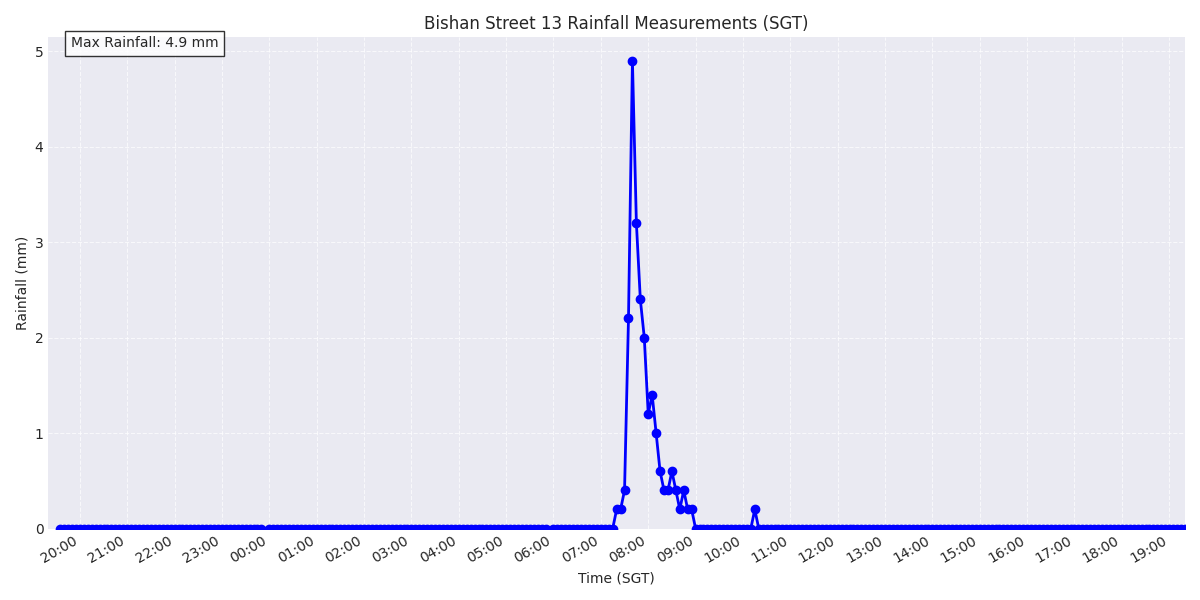 Bishan Street 13 Rainfall Measurements (SGT)
Max Rainfall: 4.9 mm
5
4
3
2
1
0
Rainfall (mm)
20:00 21:00 22:00 23:00 00:00 01:00 02:00 03:00 04:00 05:00 06:00 07:00 08:00 09:00 10:00 11:00 12:00 13:00 14:00 15:00 16:00 17:00 18:00 19:00
Time (SGT)